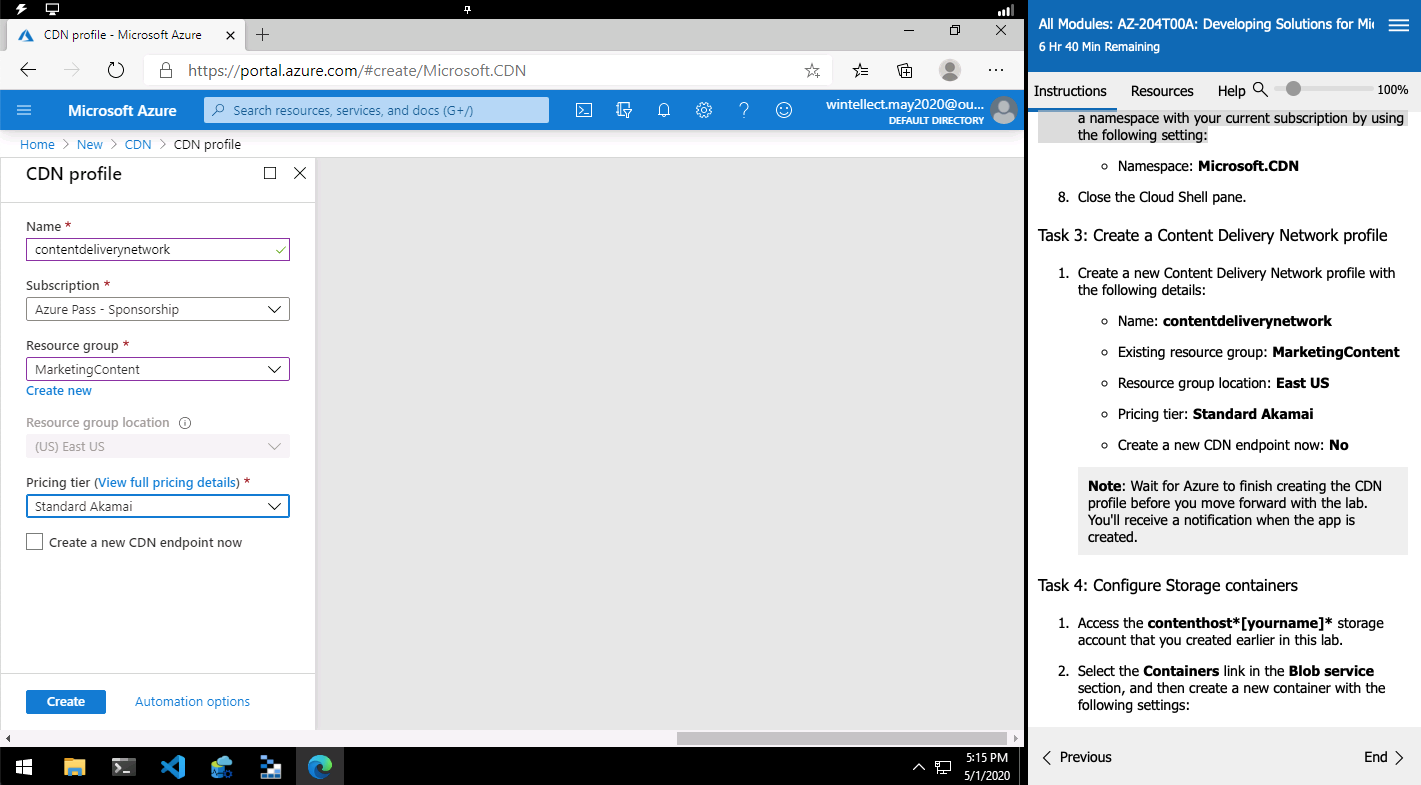 CDN profile - Microsoft Azure
https://portal.azure.com/#create/Microsoft.CDN
Microsoft Azure
Search resources, services, and docs (G+/)
wintellect.may2020@ou...
DEFAULT DIRECTORY
Home > New > CDN > CDN profile
CDN profile
Name *
contentdeliverynetwork
Subscription *
Azure Pass - Sponsorship
Resource group *
MarketingContent
Create new
Resource group location
(US) East US
Pricing tier (View full pricing details) *
Standard Akamai
Create a new CDN endpoint now
Create
Automation options
5:15 PM
5/1/2020
All Modules: AZ-204T00A: Developing Solutions for Mi
6 Hr 40 Min Remaining
Instructions Resources Help 100%
a namespace with your current subscription by using
the following setting:
Namespace: Microsoft.CDN
8. Close the Cloud Shell pane.
Task 3: Create a Content Delivery Network profile
1. Create a new Content Delivery Network profile with
the following details:
Name: contentdeliverynetwork
Existing resource group: MarketingContent
Resource group location: East US
Pricing tier: Standard Akamai
Create a new CDN endpoint now: No
Note: Wait for Azure to finish creating the CDN
profile before you move forward with the lab.
You'll receive a notification when the app is
created.
Task 4: Configure Storage containers
1. Access the contenthost*[yourname]* storage
account that you created earlier in this lab.
2. Select the Containers link in the Blob service
section, and then create a new container with the
following settings:
Previous
End